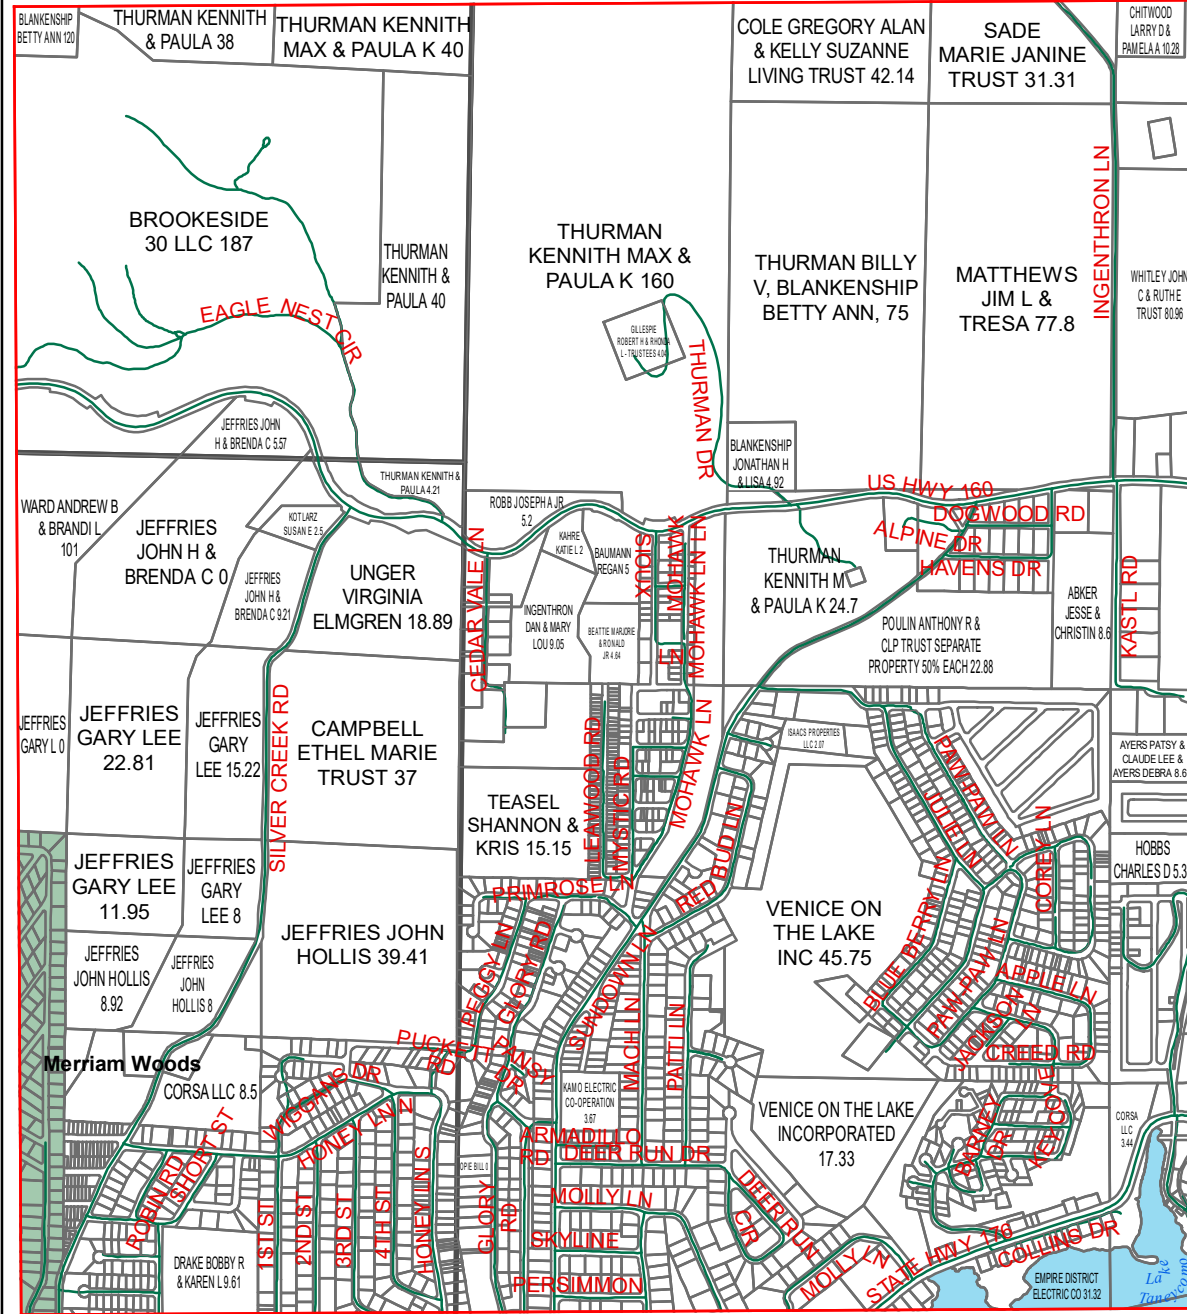 BLANKENSHIP
BETTY ANN 120
THURMAN KENNITH
& PAULA 38
THURMAN KENNITH
MAX & PAULA K 40
COLE GREGORY ALAN
& KELLY SUZANNE
LIVING TRUST 42.14
SADE
MARIE JANINE
TRUST 31.31
CHITWOOD
LARRY D &
PAMELA A 10.28
BROOKESIDE
30 LLC 187
THURMAN
KENNITH &
PAULA 40
THURMAN
KENNITH MAX &
PAULA K 160
THURMAN BILLY
V, BLANKENSHIP
BETTY ANN, 75
MATTHEWS
JIM L &
TRESA 77.8
INGENTHRON LN
WHITLEY JOHN
C & RUTH E
TRUST 80.96
EAGLE NEST CIR
GILLESPIE
ROBERT H & RHONDA
L - TRUSTEES 4.04
THURMAN DR
JEFFRIES JOHN
H & BRENDA C 5.57
BLANKENSHIP
JONATHAN H
& LISA 4.92
THURMAN KENNITH &
PAULA 4.21
US HWY 160
WARD ANDREW B
& BRANDI L
101
JEFFRIES
JOHN H &
BRENDA C 0
KOTLARZ
SUSAN E 2.5
ROBB JOSEPH A JR
5.2
KAHRE
KATIE L 2
BAUMANN
REGAN 5
SIOUX
LN
MOHAWK
MOHAWK LN LN
DOGWOOD RD
ALPINE DR
HAVENS DR
JEFFRIES
JOHN H &
BRENDA C 9.21
UNGER
VIRGINIA
ELMGREN 18.89
CEDAR VALE LN
INGENTHRON
DAN & MARY
LOU 9.05
BEATTIE MARJORIE
& RONALD
JR 4.64
THURMAN
KENNITH M
& PAULA K 24.7
POULIN ANTHONY R &
CLP TRUST SEPARATE
PROPERTY 50% EACH 22.88
ABKER
JESSE &
CHRISTIN 8.6
KASTL RD
JEFFRIES
GARY L 0
JEFFRIES
GARY LEE
22.81
JEFFRIES
GARY
LEE 15.22
SILVER CREEK RD
CAMPBELL
ETHEL MARIE
TRUST 37
LEAWOOD RD
MYSTIC RD
MOHAWK LN
ISAACS PROPERTIES
LLC 2.07
PAW PAW LN
JULIE LN
AYERS PATSY &
CLAUDE LEE &
AYERS DEBRA 8.6
TEASEL
SHANNON &
KRIS 15.15
JEFFRIES
GARY LEE
11.95
JEFFRIES
GARY
LEE 8
PRIMROSE LN
RED BUD LN
COREY LN
HOBBS
CHARLES D 5.3
JEFFRIES JOHN
HOLLIS 39.41
VENICE ON
THE LAKE
INC 45.75
BLUE BERRY LN
PAW PAW LN
APPLE LN
JEFFRIES
JOHN HOLLIS
8.92
JEFFRIES
JOHN
HOLLIS 8
PEGGY LN
GLORY RD
SUNDOWN LN
MACH LN
PATTI LN
JACKSON
LN
CREED RD
PUCKETT
RD
PANSY
DR
Merriam Woods
CORSA LLC 8.5
WIGGANS DR
HONEY LN N
KAMO ELECTRIC
CO-OPERATION
3.67
VENICE ON THE LAKE
INCORPORATED
17.33
BARNEY
DR
KEY COVE
CORSA
LLC
3.44
SHORT ST
ROBIN RD
1ST ST
2ND ST
3RD ST
4TH ST
HONEY LN S
OPIE BILL 0
GLORY
RD
ARMADILLO
RD
DEER RUN DR
MOLLY LN
DEER RUN
CIR
SKYLINE
PERSIMMON
MOLLY LN
STATE HWY 176
COLLINS DR
DRAKE BOBBY R
& KAREN L 9.61
EMPIRE DISTRICT
ELECTRIC CO 31.32
Lake
Taneycomo